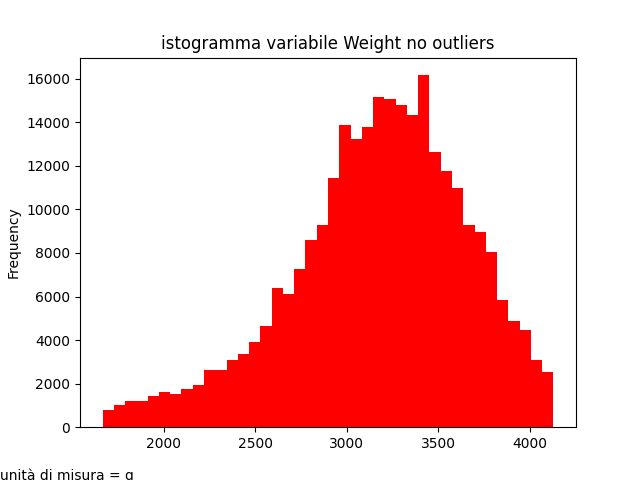 istogramma variabile Weight no outliers
16000
14000
12000
10000
8000
6000
4000
2000
0
Frequency
2000 2500 3000 3500 4000
unità di misura = g